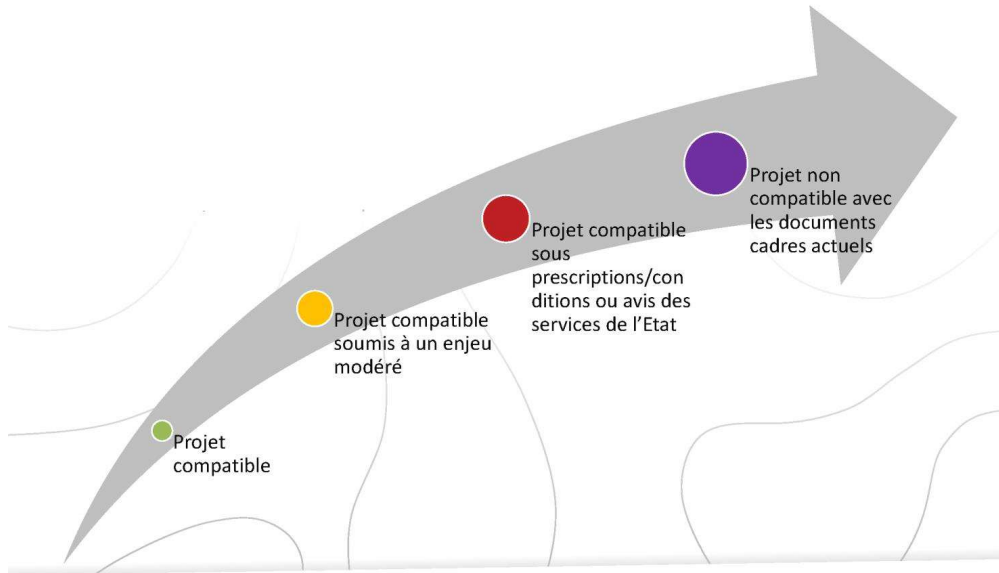 Projet non
compatible avec
les documents
cadres actuels
Projet compatible
sous
prescriptions/con
ditions ou avis des
services de l’Etat
Projet compatible
soumis à un enjeu
modéré
Projet
compatible